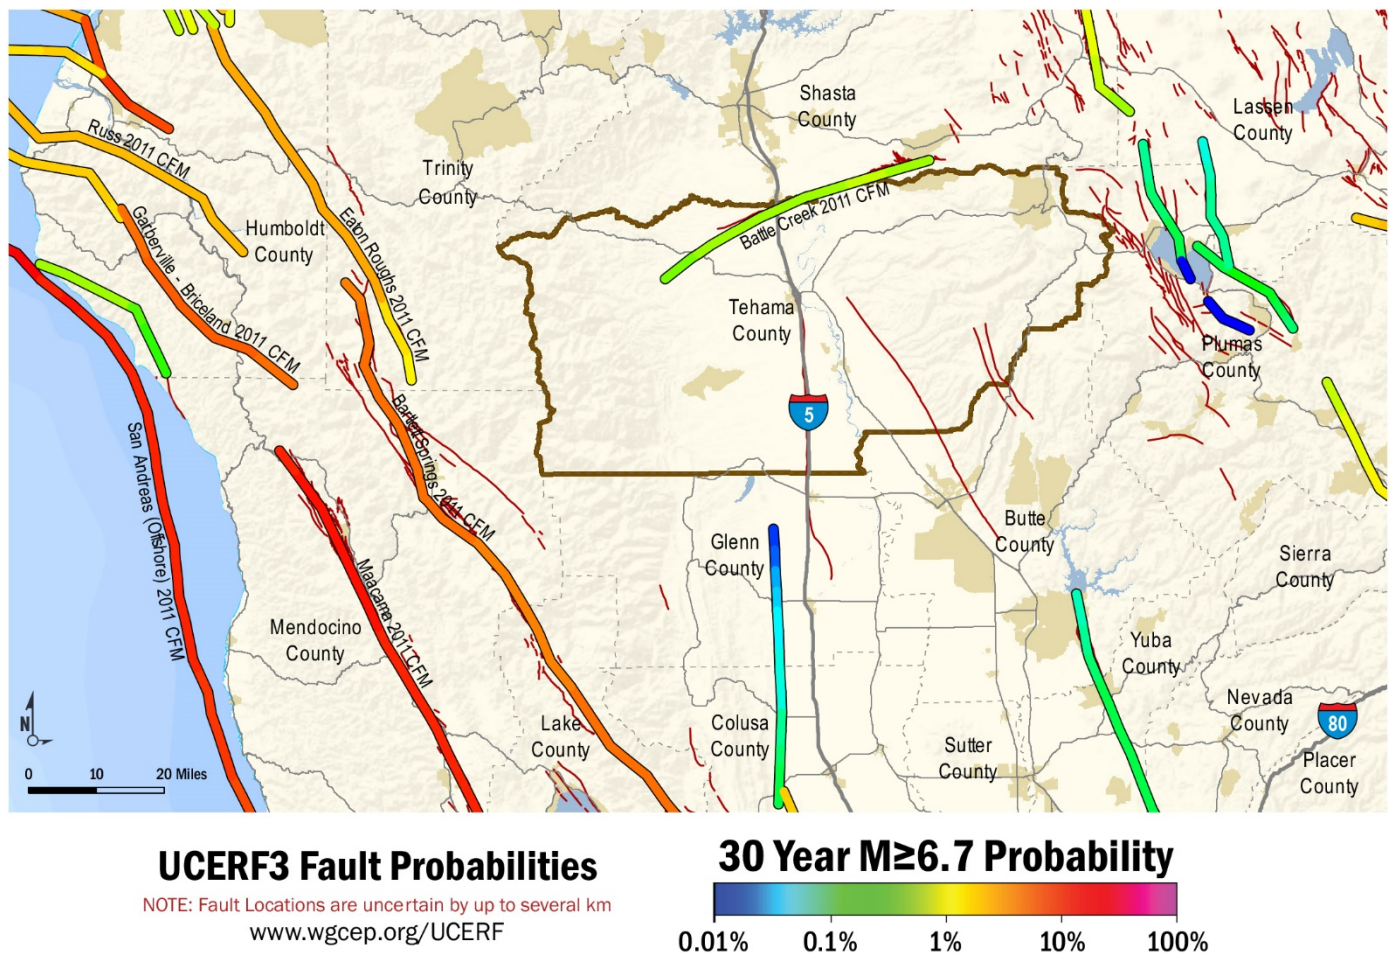 Shasta
County
Lassen
County
Trinity
County
Russ 2011 CFM
Humboldt
County
Eaton Roughs 2011 CFM
Battle Creek 2011 CFM
Garberville - Briceland 2011 CFM
Tehama
County
Plumas
County
5
Bartlett Springs 2011 CFM
San Andreas (Offshore) 2011 CFM
Butte
County
Glenn
County
Sierra
County
Maacama 2011 CFM
Mendocino
County
Yuba
County
Nevada
County
80
Lake
County
Colusa
County
Sutter
County
Placer
County
N
0 10 20 Miles
UCERF3 Fault Probabilities
NOTE: Fault Locations are uncertain by up to several km
www.wgcep.org/UCERF
30 Year M≥6.7 Probability
0.01% 0.1% 1% 10% 100%